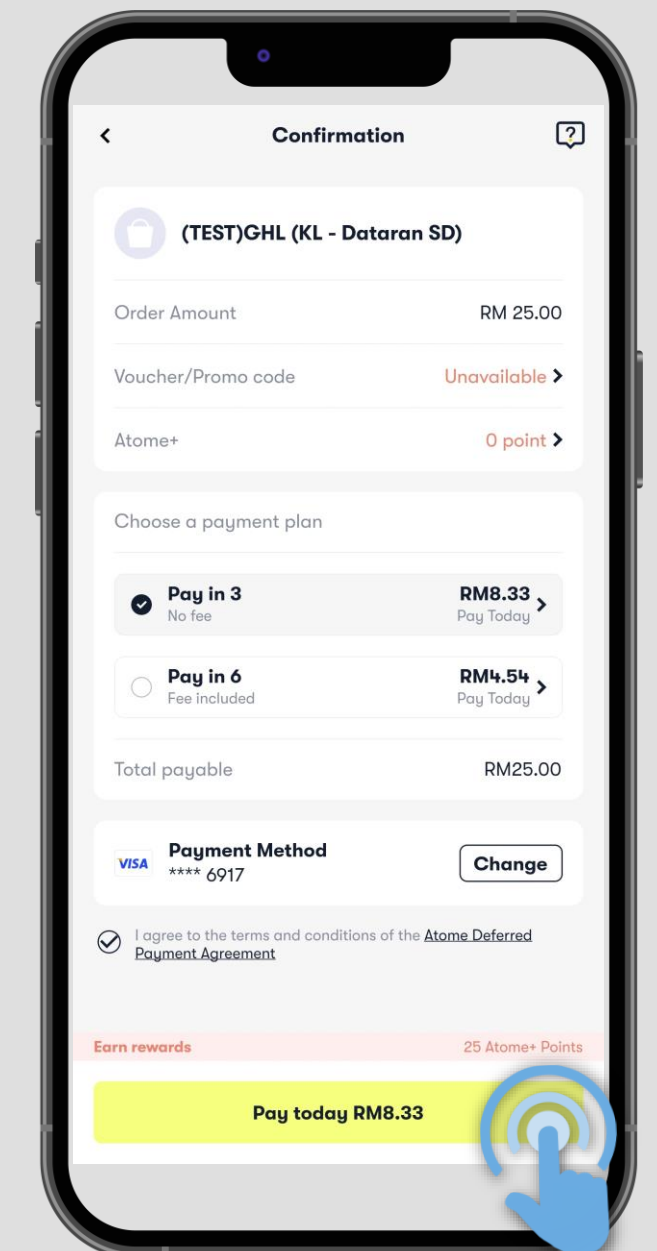 Confirmation
?
(TEST)GHL (KL - Dataran SD)
Order Amount RM 25.00
Voucher/Promo code Unavailable
Atome+ 0 point
Choose a payment plan
Pay in 3 RM8.33
No fee Pay Today
Pay in 6 RM4.54
Fee included Pay Today
Total payable RM25.00
VISA Payment Method Change
**** 6917
I agree to the terms and conditions of the Atome Deferred
Payment Agreement
Earn rewards 25 Atome+ Points
Pay today RM8.33